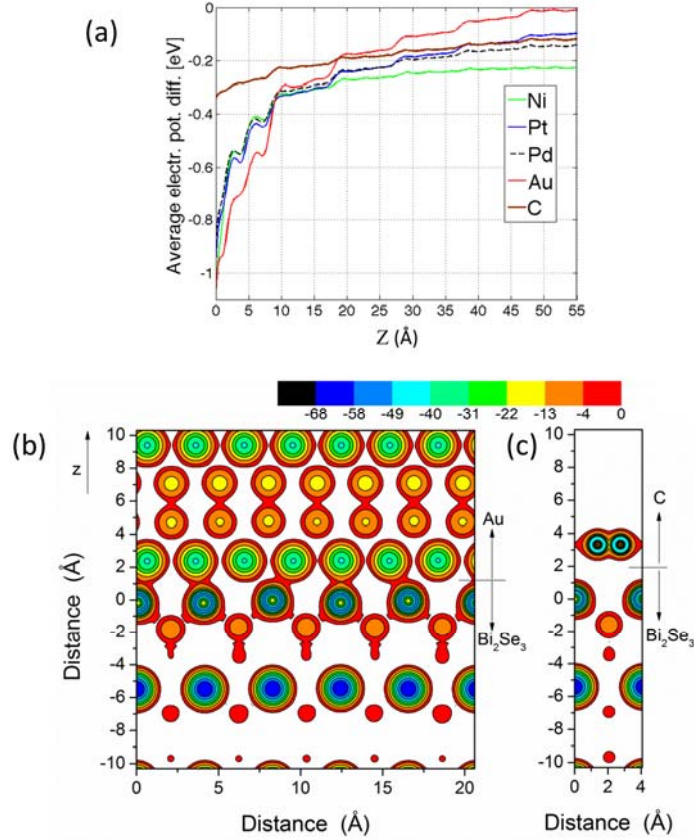 (a)
Average electr. pot. diff. [eV]
0
-0.2
-0.4
-0.6
-0.8
-1
Ni
Pt
Pd
Au
C
0 5 10 15 20 25 30 35 40 45 50 55
Z (Å)
-68 -58 -49 -40 -31 -22 -13 -4 0
(b)
z
Distance (Å)
10
8
6
4
2
0
-2
-4
-6
-8
-10
Au
Bi₂Se₃
0 5 10 15 20
Distance (Å)
(c)
10
8
6
4
2
0
-2
-4
-6
-8
-10
C
Bi₂Se₃
0 2 4
Distance (Å)